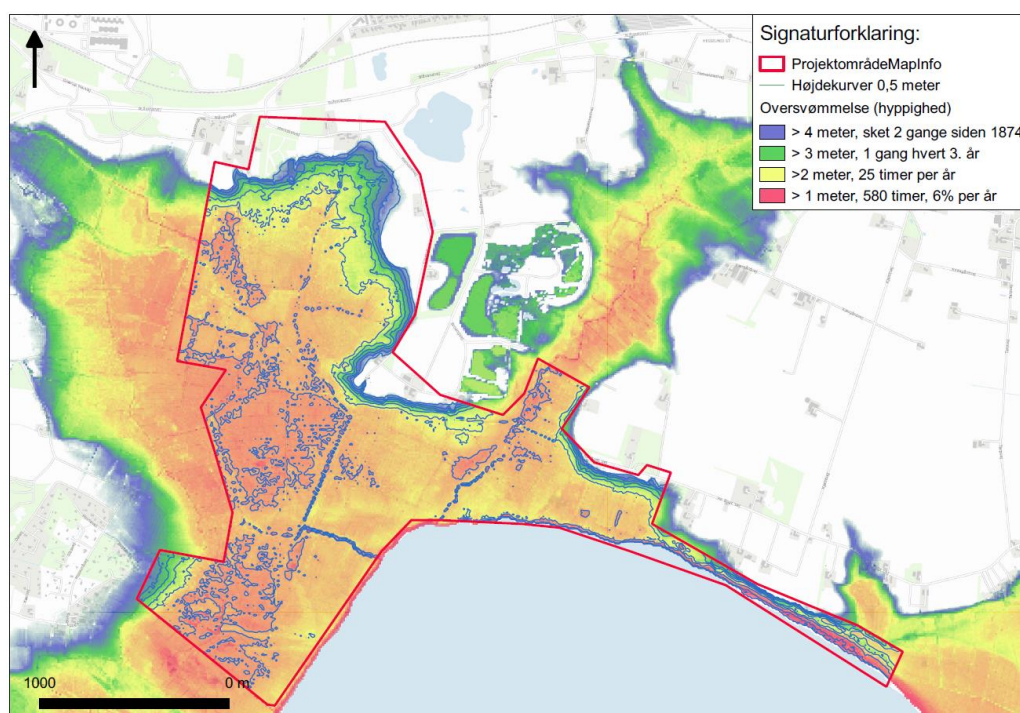 Signaturforklaring:
ProjektområdeMapInfo
Højdekurver 0,5 meter
Oversvømmelse (hyppighed)
> 4 meter, sket 2 gange siden 1874
> 3 meter, 1 gang hvert 3. år
>2 meter, 25 timer per år
> 1 meter, 580 timer, 6% per år
1000
0 m